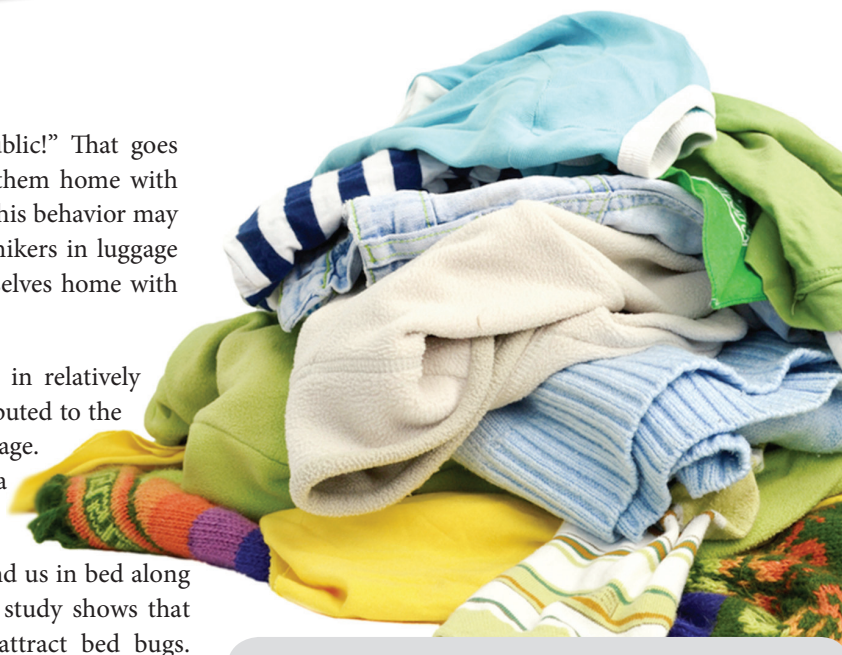 blic!” That goes
them home with
his behavior may
hikers in luggage
elves home with
in relatively
buted to the
age.
a
nd us in bed along
study shows that
attract bed bugs.